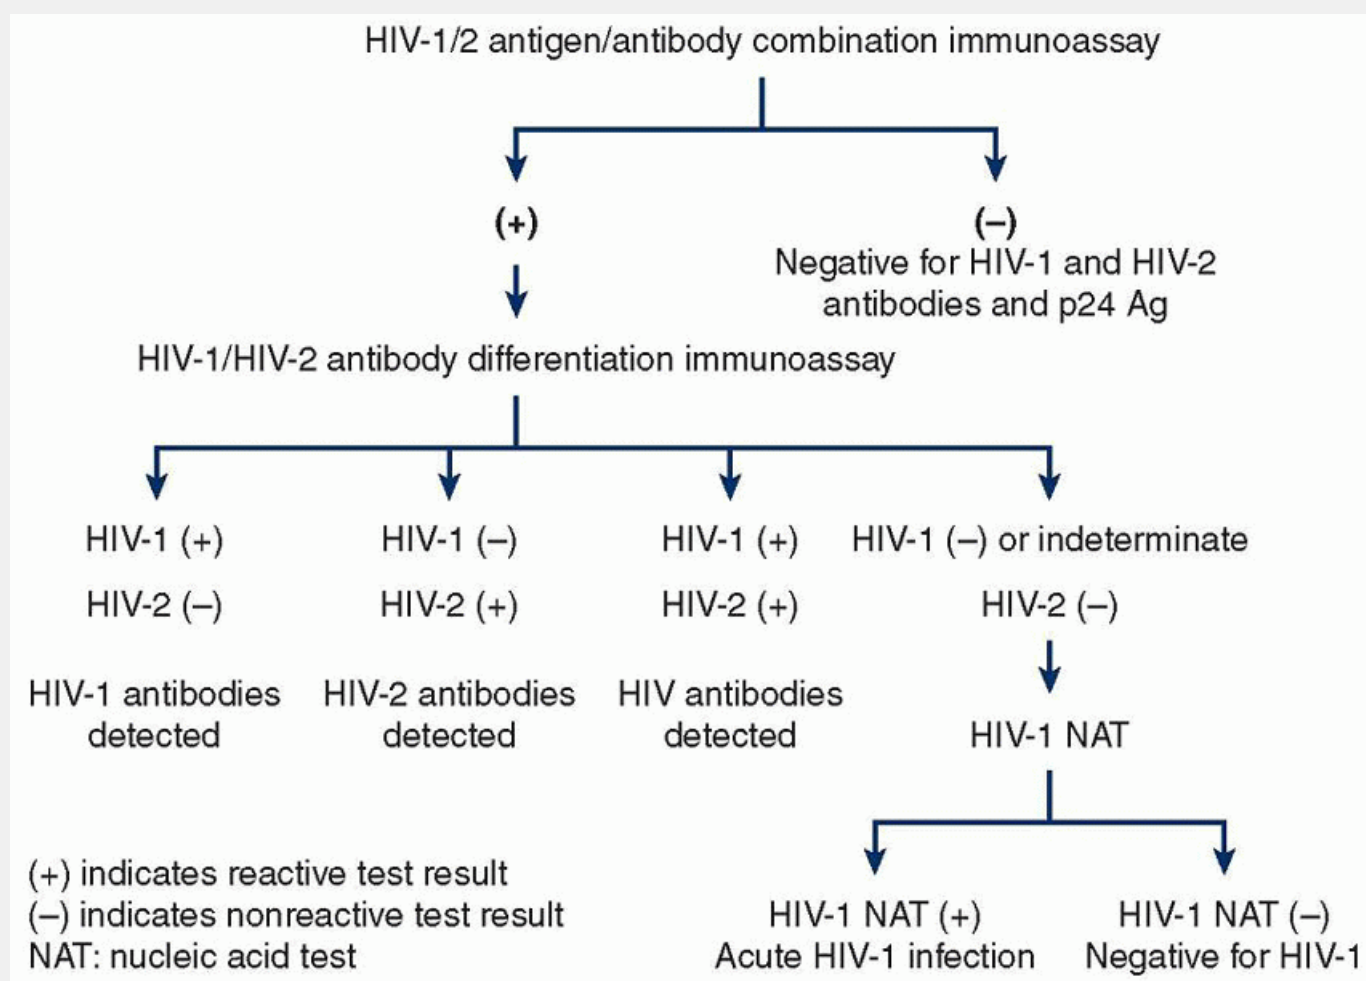 HIV-1/2 antigen/antibody combination immunoassay
(+)
(–)
Negative for HIV-1 and HIV-2
antibodies and p24 Ag
HIV-1/HIV-2 antibody differentiation immunoassay
HIV-1 (+)
HIV-2 (–)
HIV-1 antibodies
detected
HIV-1 (–)
HIV-2 (+)
HIV-2 antibodies
detected
HIV-1 (+)
HIV-2 (+)
HIV antibodies
detected
HIV-1 (–) or indeterminate
HIV-2 (–)
HIV-1 NAT
HIV-1 NAT (+)
Acute HIV-1 infection
HIV-1 NAT (–)
Negative for HIV-1
(+) indicates reactive test result
(–) indicates nonreactive test result
NAT: nucleic acid test